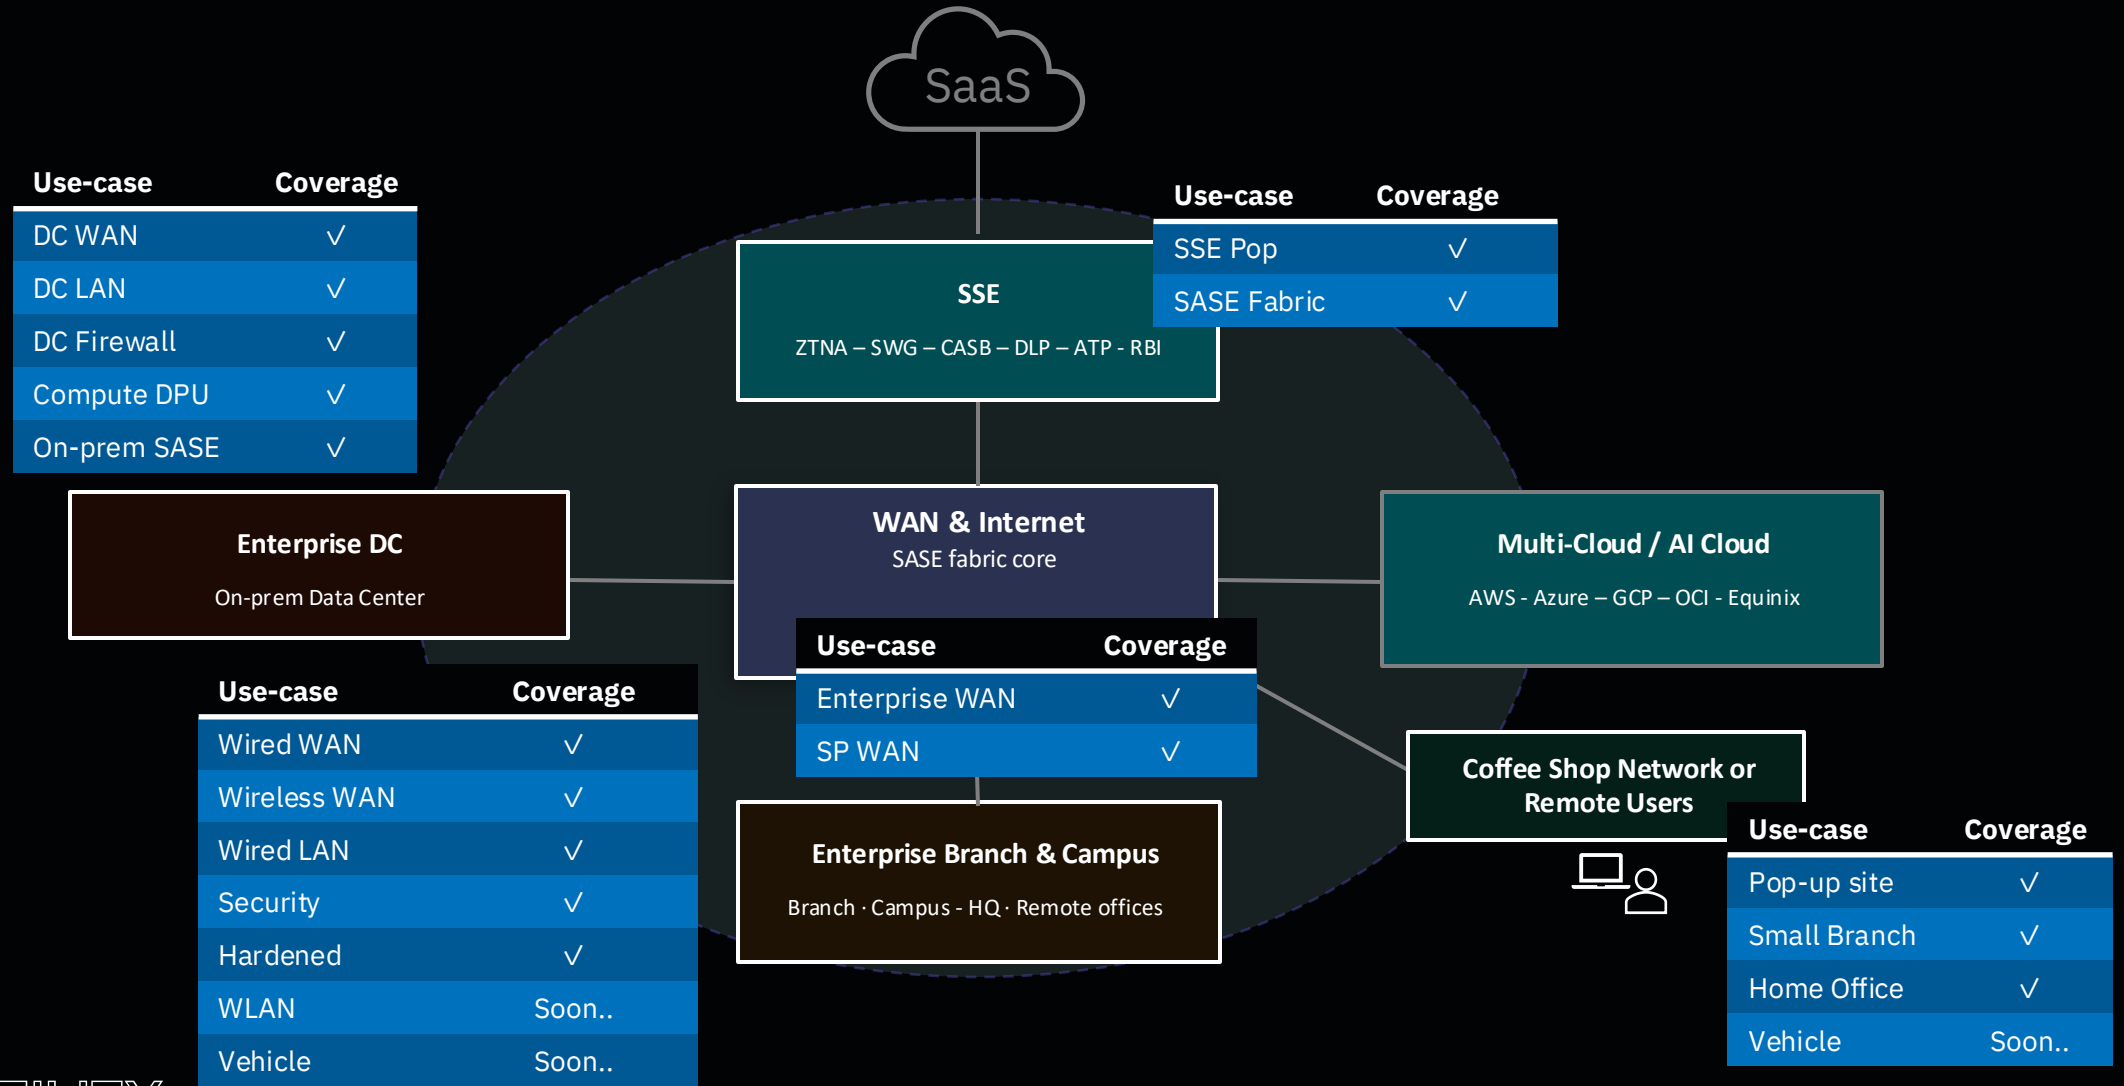 SaaS
Use-case Coverage
DC WAN √
DC LAN √
DC Firewall √
Compute DPU √
On-prem SASE √
Use-case Coverage
SSE Pop √
SASE Fabric √
SSE
ZTNA – SWG – CASB – DLP – ATP - RBI
Enterprise DC
On-prem Data Center
WAN & Internet
SASE fabric core
Multi-Cloud / AI Cloud
AWS - Azure – GCP – OCI - Equinix
Use-case Coverage
Enterprise WAN √
SP WAN √
Use-case Coverage
Wired WAN √
Wireless WAN √
Wired LAN √
Security √
Hardened √
WLAN Soon..
Vehicle Soon..
Enterprise Branch & Campus
Branch · Campus - HQ · Remote offices
Coffee Shop Network or
Remote Users
Use-case Coverage
Pop-up site √
Small Branch √
Home Office √
Vehicle Soon..